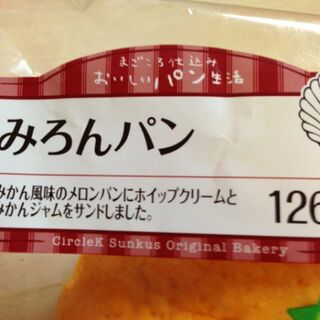 まごころ仕込み
おいしいパン生活
みろんパン
みかん風味のメロンパンにホイップクリームと
みかんジャムをサンドしました。
126
CircleK Sunkus Original Bakery